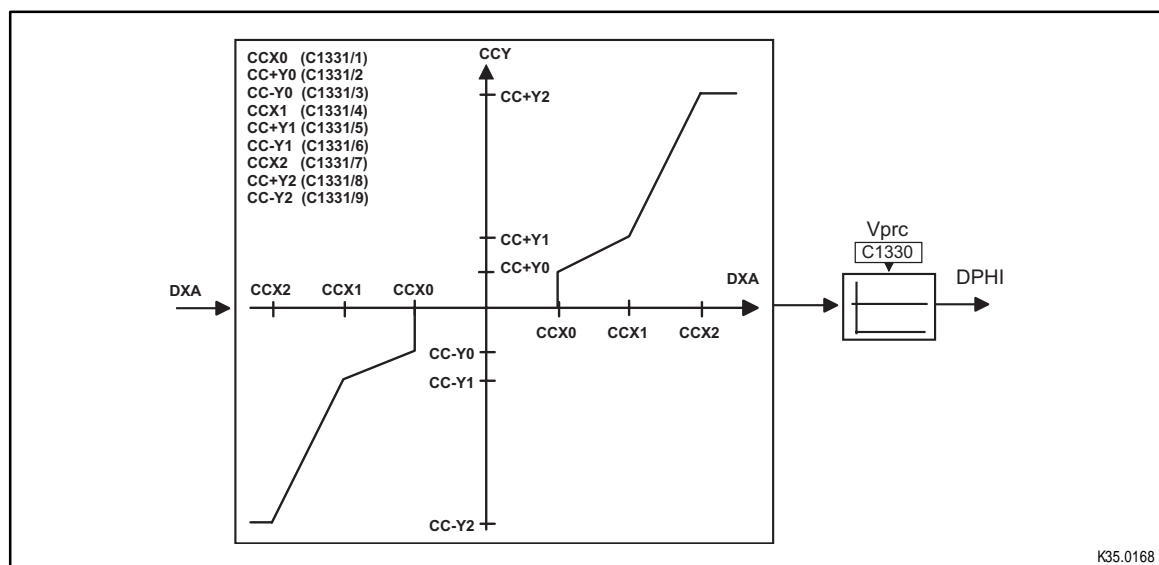 CCX0 (C1331/1)
CC+Y0 (C1331/2
CC-Y0 (C1331/3)
CCX1 (C1331/4)
CC+Y1 (C1331/5)
CC-Y1 (C1331/6)
CCX2 (C1331/7)
CC+Y2 (C1331/8)
CC-Y2 (C1331/9)
CCY
CC+Y2
CC+Y1
CC+Y0
DXA
CCX2 CCX1 CCX0
DXA
CCX0 CCX1 CCX2
CC-Y0
CC-Y1
CC-Y2
Vprc
C1330
DPHI
K35.0168